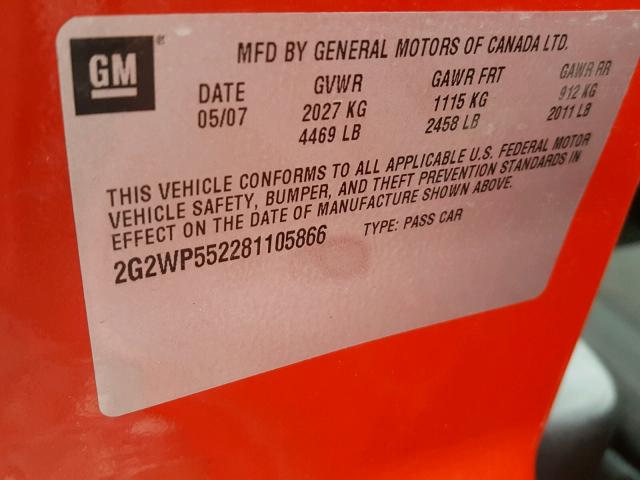 GM
MFD BY GENERAL MOTORS OF CANADA LTD.
DATE GVWR GAWR FRT GAWR RR
05/07 2027 KG 1115 KG 912 KG
4469 LB 2458 LB 2011 LB
THIS VEHICLE CONFORMS TO ALL APPLICABLE U.S. FEDERAL MOTOR
VEHICLE SAFETY, BUMPER, AND THEFT PREVENTION STANDARDS IN
EFFECT ON THE DATE OF MANUFACTURE SHOWN ABOVE.
2G2WP552281105866 TYPE: PASS CAR